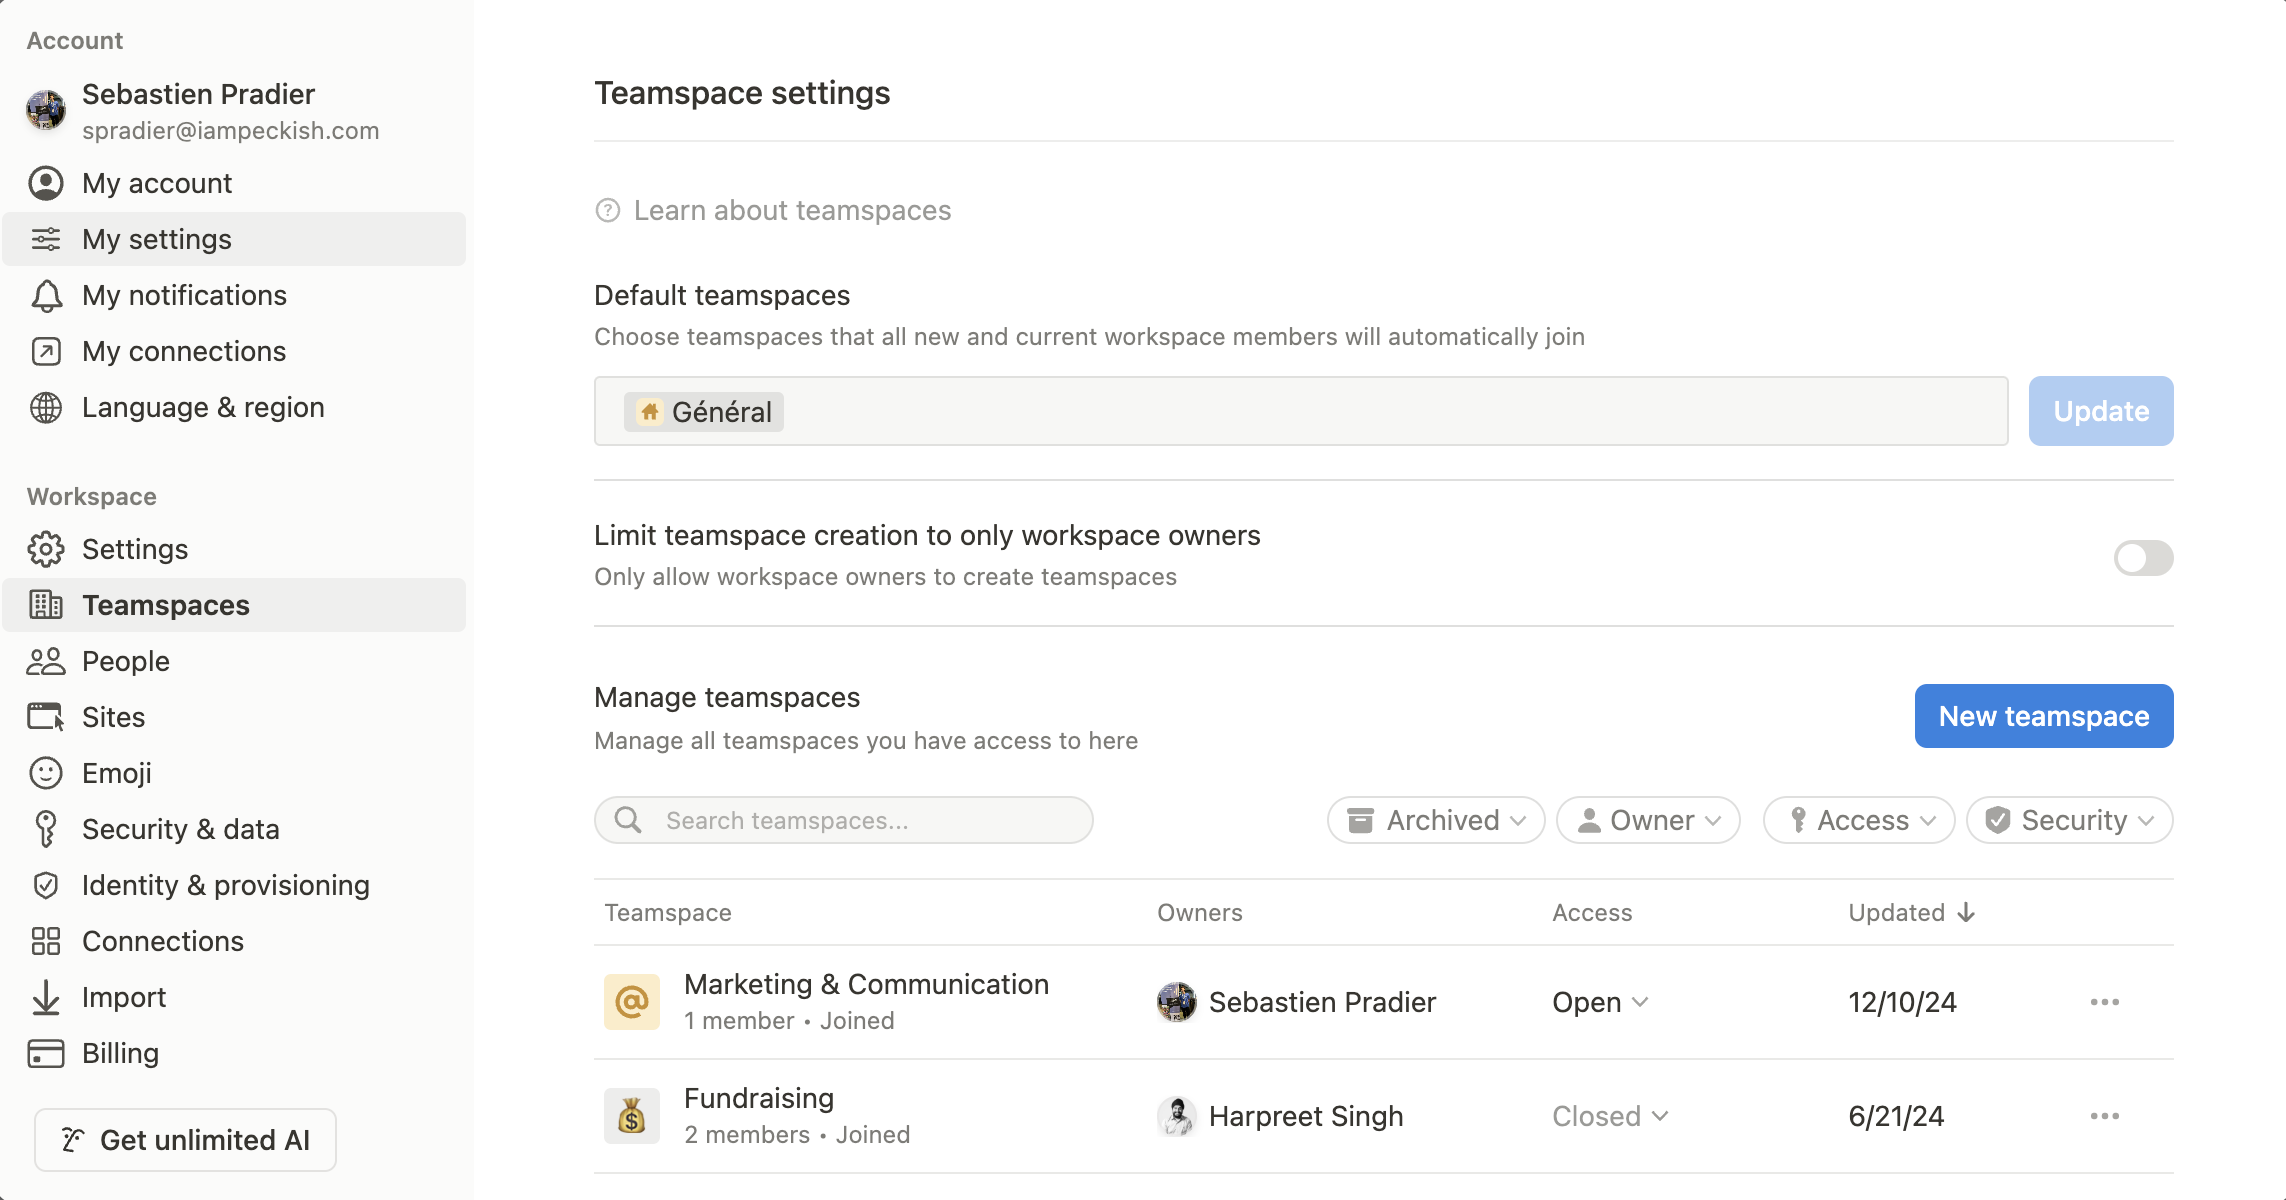 Account
Sebastien Pradier
spradier@iampeckish.com
My account
My settings
My notifications
My connections
Language & region
Workspace
Settings
Teamspaces
People
Sites
Emoji
Security & data
Identity & provisioning
Connections
Import
Billing
Get unlimited AI
Teamspace settings
Learn about teamspaces
Default teamspaces
Choose teamspaces that all new and current workspace members will automatically join
Général
Update
Limit teamspace creation to only workspace owners
Only allow workspace owners to create teamspaces
Manage teamspaces
Manage all teamspaces you have access to here
New teamspace
Search teamspaces...
Archived Owner Access Security
Teamspace Owners Access Updated
Marketing & Communication
1 member • Joined
Sebastien Pradier
Open
12/10/24
Fundraising
2 members • Joined
Harpreet Singh
Closed
6/21/24